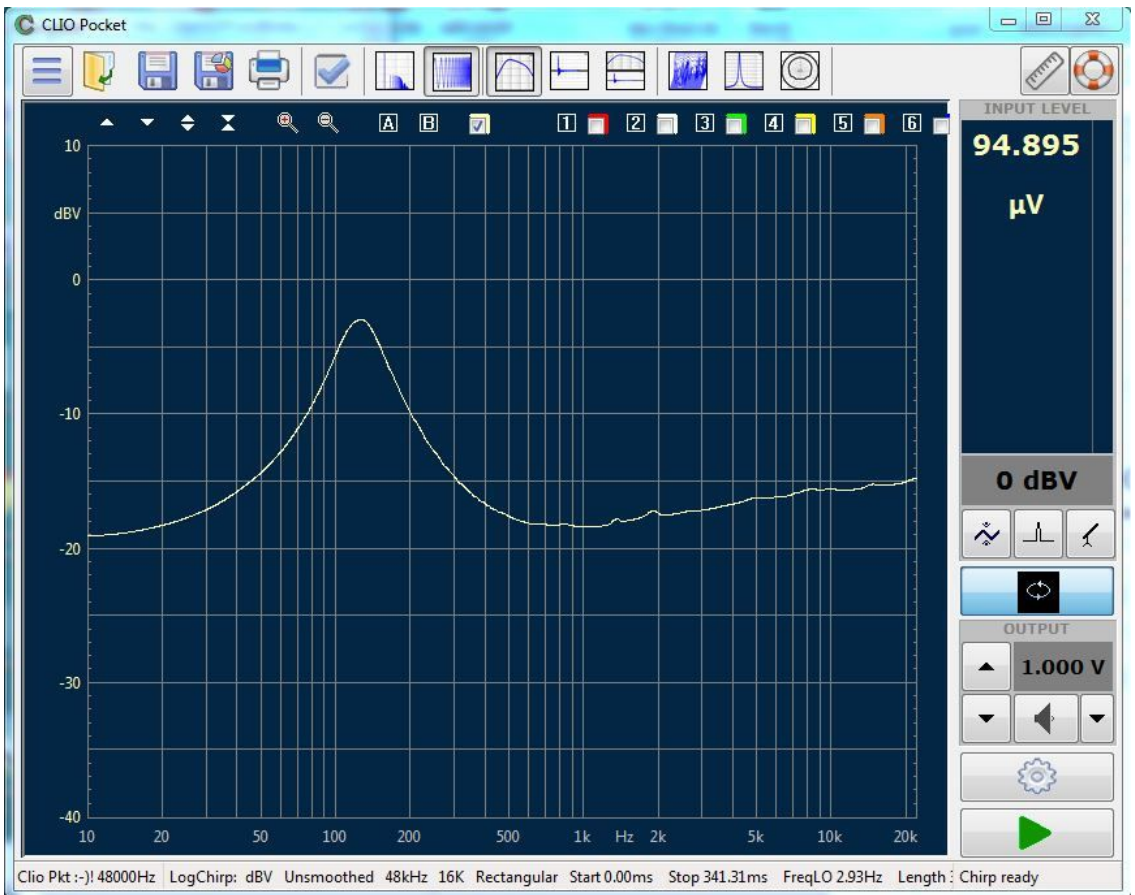 CLIO Pocket
INPUT LEVEL
94.895
µV
A B 1 2 3 4 5 6
10
dBV
0
-10
-20
-30
-40
10 20 50 100 200 500 1k Hz 2k 5k 10k 20k
0 dBV
OUTPUT
1.000 V
Clio Pkt :-)! 48000Hz LogChirp: dBV Unsmoothed 48kHz 16K Rectangular Start 0.00ms Stop 341.31ms FreqLO 2.93Hz Length Chirp ready